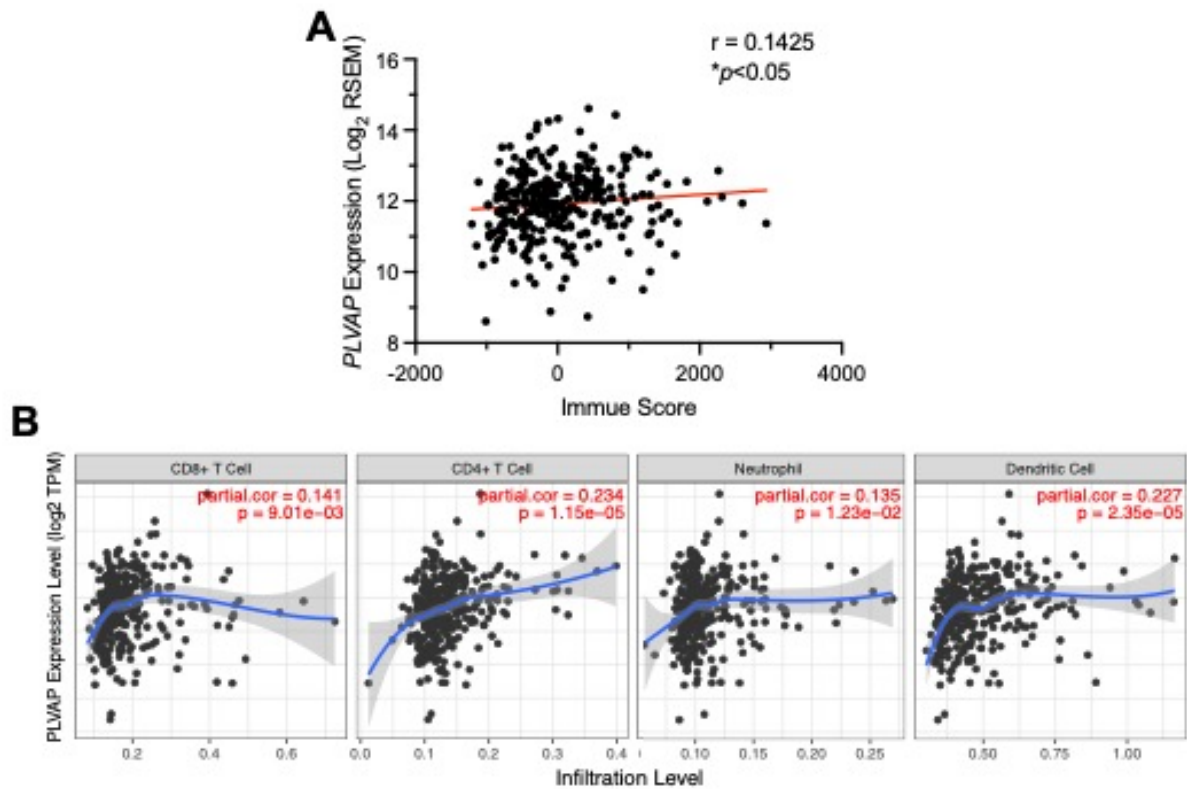 A
PLVAP Expression (Log2 RSEM)
r = 0.1425
*p<0.05
16
14
12
10
8
-2000 0 2000 4000
Immue Score
B
PLVAP Expression Level (log2 TPM)
CD8+ T Cell
partial.cor = 0.141
p = 9.01e−03
0.2 0.4 0.6
CD4+ T Cell
partial.cor = 0.234
p = 1.15e−05
0.0 0.1 0.2 0.3 0.4
Neutrophil
partial.cor = 0.135
p = 1.23e−02
0.10 0.15 0.20 0.25
Dendritic Cell
partial.cor = 0.227
p = 2.35e−05
0.50 0.75 1.00
Infiltration Level